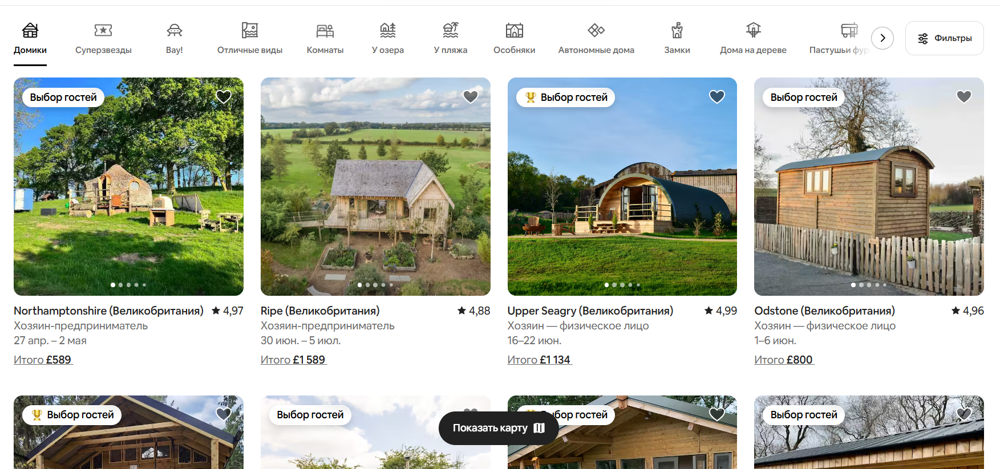 Домики
Суперзвезды
Вау!
Отличные виды
Комнаты
У озера
У пляжа
Особняки
Автономные дома
Замки
Дома на дереве
Пастушьи фур
Фильтры
Выбор гостей
Выбор гостей
Выбор гостей
Northamptonshire (Великобритания) 4,97
Хозяин-предприниматель
27 апр. – 2 мая
Итого £589
Ripe (Великобритания) 4,88
Хозяин-предприниматель
30 июн. – 5 июл.
Итого £1 589
Upper Seagry (Великобритания) 4,99
Хозяин — физическое лицо
16–22 июн.
Итого £1 134
Odstone (Великобритания) 4,96
Хозяин — физическое лицо
1–6 июн.
Итого £800
Выбор гостей
Выбор гостей
Показать карту
бор гостей
Выбор гостей